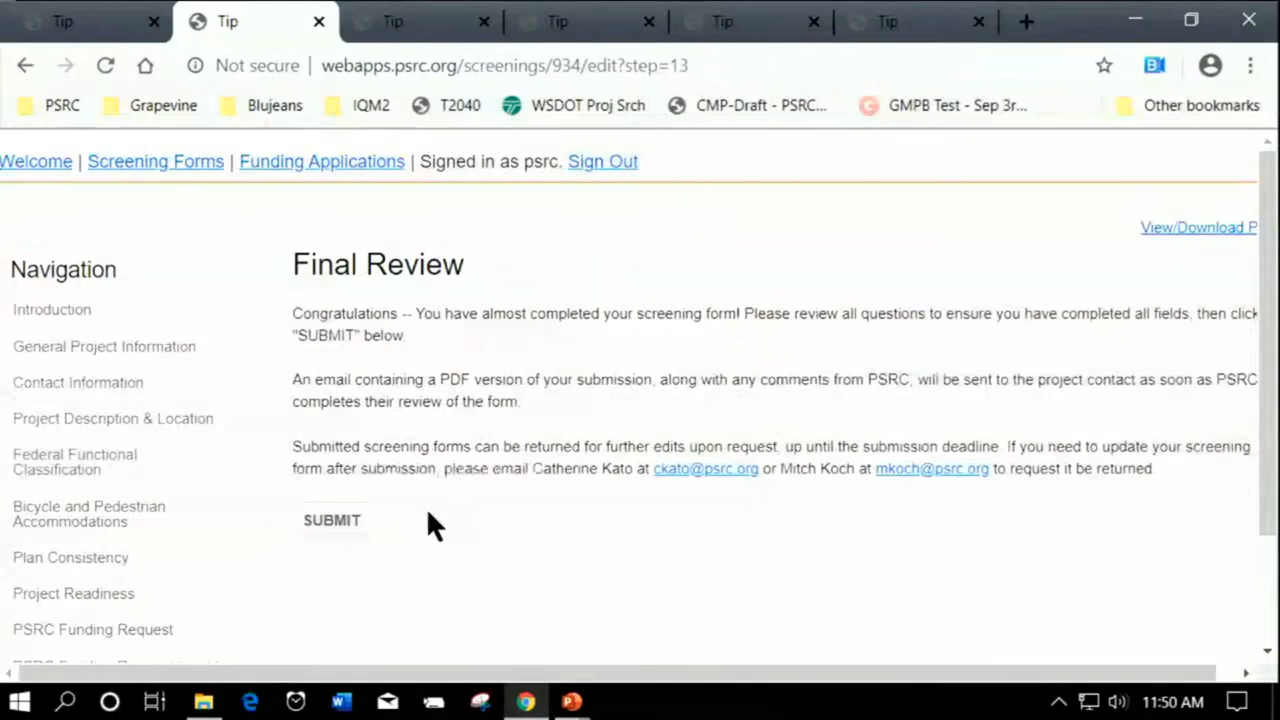 Tip
Tip
Tip
Tip
Tip
Tip
Not secure | webapps.psrc.org/screenings/934/edit?step=13
PSRC Grapevine Blujeans IQM2 T2040 WSDOT Proj Srch CMP-Draft - PSRC... GMPB Test - Sep 3r... Other bookmarks
Welcome | Screening Forms | Funding Applications | Signed in as psrc. Sign Out
View/Download P
Navigation
Introduction
General Project Information
Contact Information
Project Description & Location
Federal Functional
Classification
Bicycle and Pedestrian
Accommodations
Plan Consistency
Project Readiness
PSRC Funding Request
Final Review
Congratulations -- You have almost completed your screening form! Please review all questions to ensure you have completed all fields, then click
"SUBMIT" below.
An email containing a PDF version of your submission, along with any comments from PSRC, will be sent to the project contact as soon as PSRC
completes their review of the form.
Submitted screening forms can be returned for further edits upon request, up until the submission deadline. If you need to update your screening
form after submission, please email Catherine Kato at ckato@psrc.org or Mitch Koch at mkoch@psrc.org to request it be returned.
SUBMIT
11:50 AM